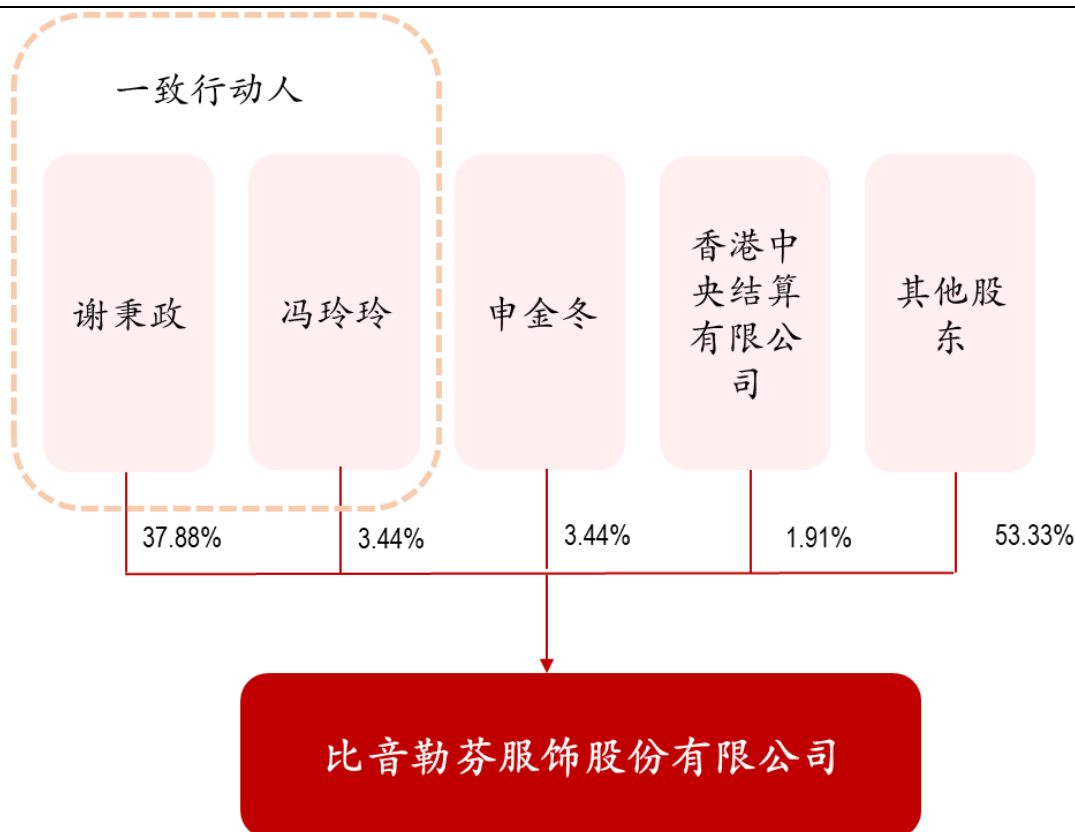 一致行动人
谢秉政
冯玲玲
申金冬
香港中
央结算
有限公
司
其他股
东
37.88%
3.44%
3.44%
1.91%
53.33%
比音勒芬服饰股份有限公司